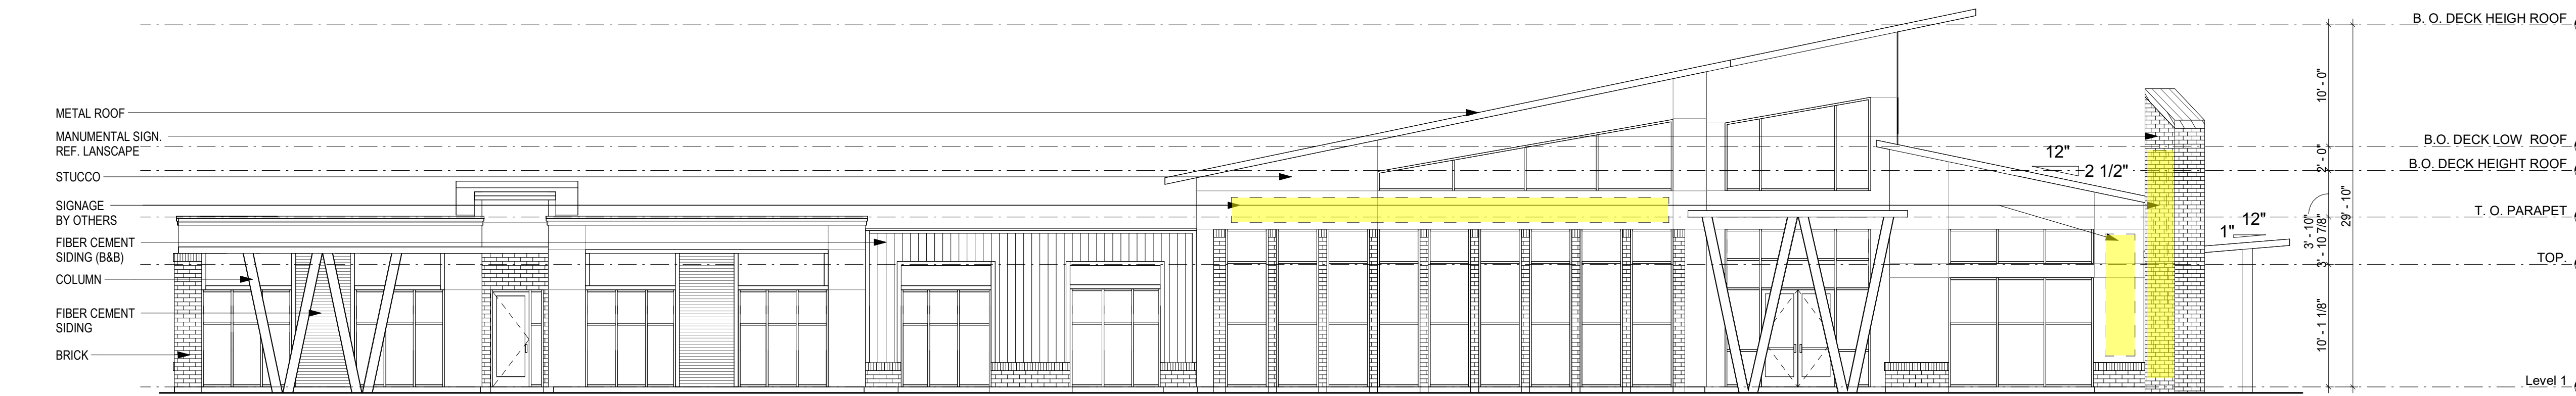 METAL ROOF
MANUMENTAL SIGN.
REF. LANSCAPE
STUCCO
SIGNAGE
BY OTHERS
FIBER CEMENT
SIDING (B&B)
COLUMN
FIBER CEMENT
SIDING
BRICK
12"
2 1/2"
12"
1"
10' - 0"
2' - 0"
3' - 10"
3' - 10 7/8"
10' - 1 1/8"
29' - 10"
B. O. DECK HEIGH ROOF
B.O. DECK LOW ROOF
B.O. DECK HEIGHT ROOF
T. O. PARAPET
TOP.
Level 1